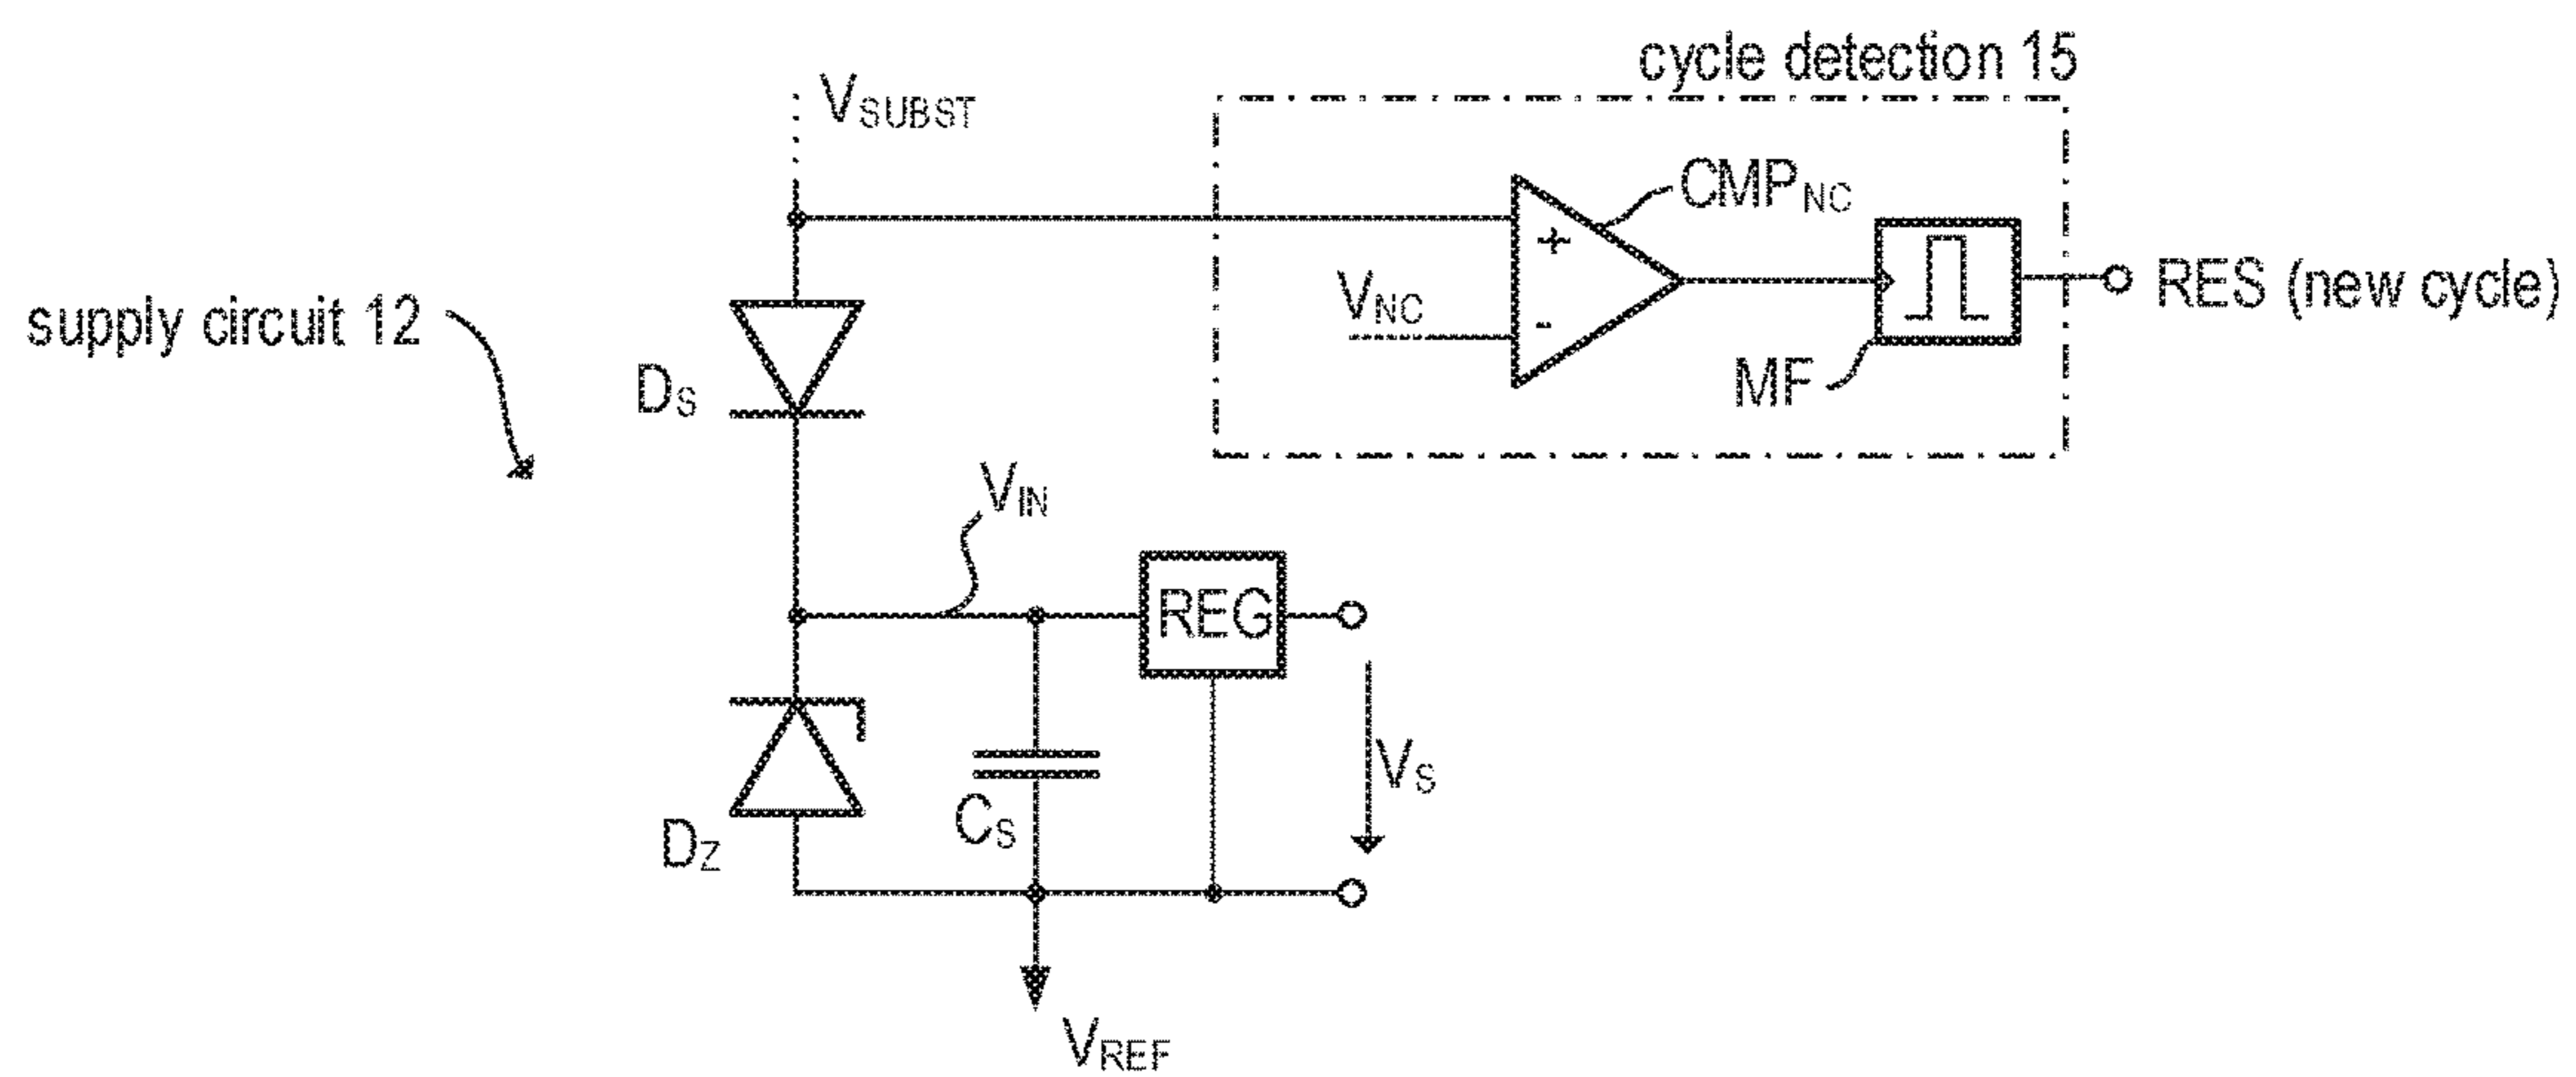 cycle detection 15
VSUBST
CMPNC
+
VNC
-
RES (new cycle)
supply circuit 12
MF
DS
VIN
REG
VS
CS
DZ
VREF